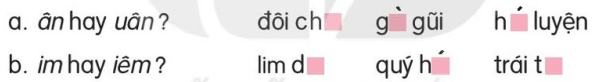 a. ân hay uân? đôi ch□ g□̀ gũi h□́ luyện
b. im hay iêm? lim d□ quý h□́ trái t□